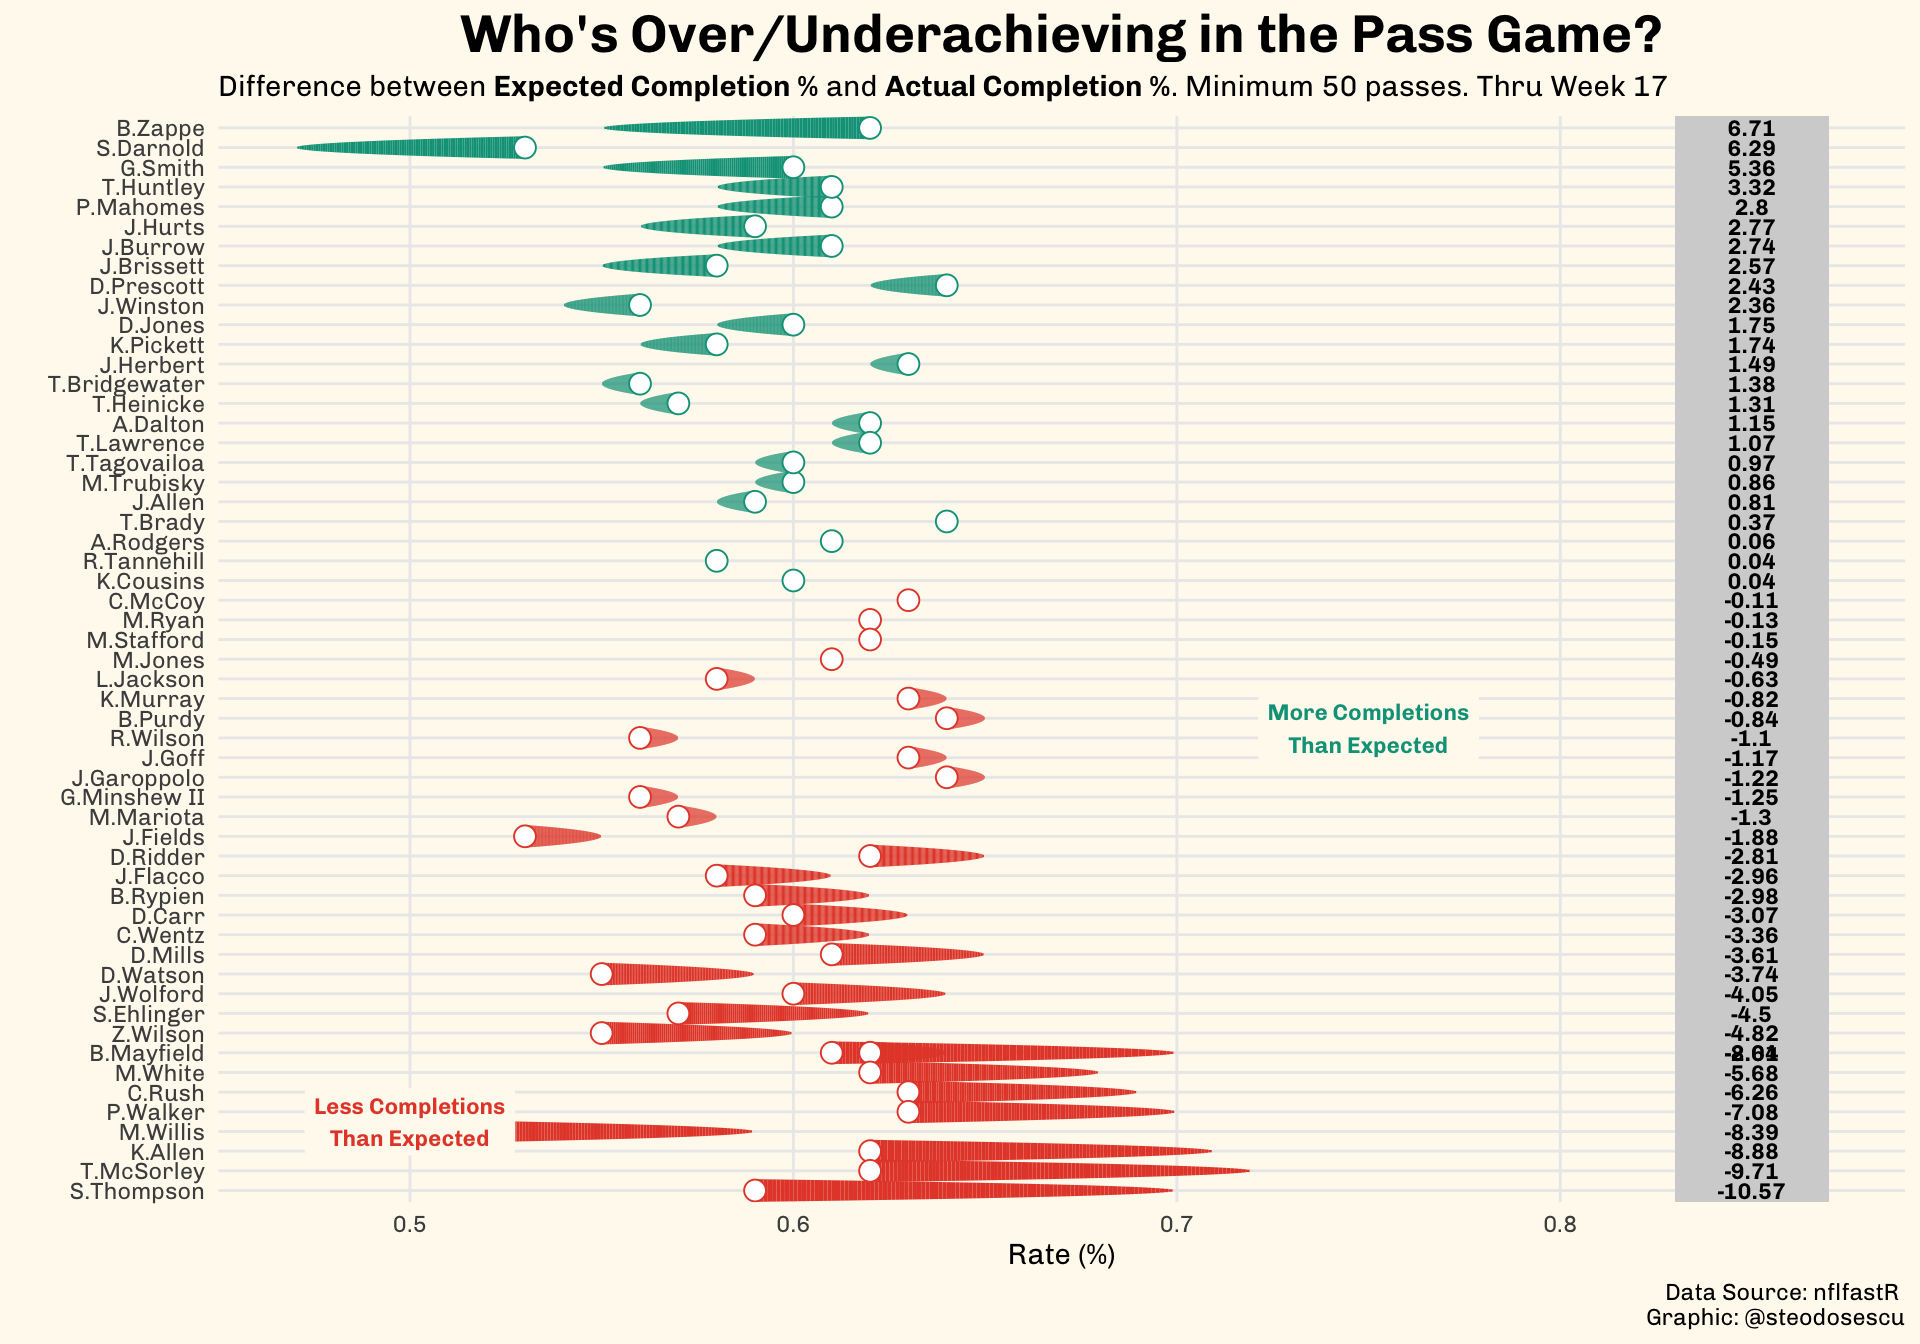 Who's Over/Underachieving in the Pass Game?
Difference between Expected Completion % and Actual Completion %. Minimum 50 passes. Thru Week 17
B.Zappe 6.71
S.Darnold 6.29
G.Smith 5.36
T.Huntley 3.32
P.Mahomes 2.8
J.Hurts 2.77
J.Burrow 2.74
J.Brissett 2.57
D.Prescott 2.43
J.Winston 2.36
D.Jones 1.75
K.Pickett 1.74
J.Herbert 1.49
T.Bridgewater 1.38
T.Heinicke 1.31
A.Dalton 1.15
T.Lawrence 1.07
T.Tagovailoa 0.97
M.Trubisky 0.86
J.Allen 0.81
T.Brady 0.37
A.Rodgers 0.06
R.Tannehill 0.04
K.Cousins 0.04
C.McCoy -0.11
M.Ryan -0.13
M.Stafford -0.15
M.Jones -0.49
L.Jackson -0.63
K.Murray -0.82
B.Purdy -0.84
More Completions
Than Expected
R.Wilson -1.1
J.Goff -1.17
J.Garoppolo -1.22
G.Minshew II -1.25
M.Mariota -1.3
J.Fields -1.88
D.Ridder -2.81
J.Flacco -2.96
B.Rypien -2.98
D.Carr -3.07
C.Wentz -3.36
D.Mills -3.61
D.Watson -3.74
J.Wolford -4.05
S.Ehlinger -4.5
Z.Wilson -4.82
B.Mayfield
M.White -5.68
C.Rush -6.26
P.Walker -7.08
Less Completions
Than Expected
M.Willis -8.39
K.Allen -8.88
T.McSorley -9.71
S.Thompson -10.57
0.5 0.6 0.7 0.8
Rate (%)
Data Source: nflfastR
Graphic: @steodosescu